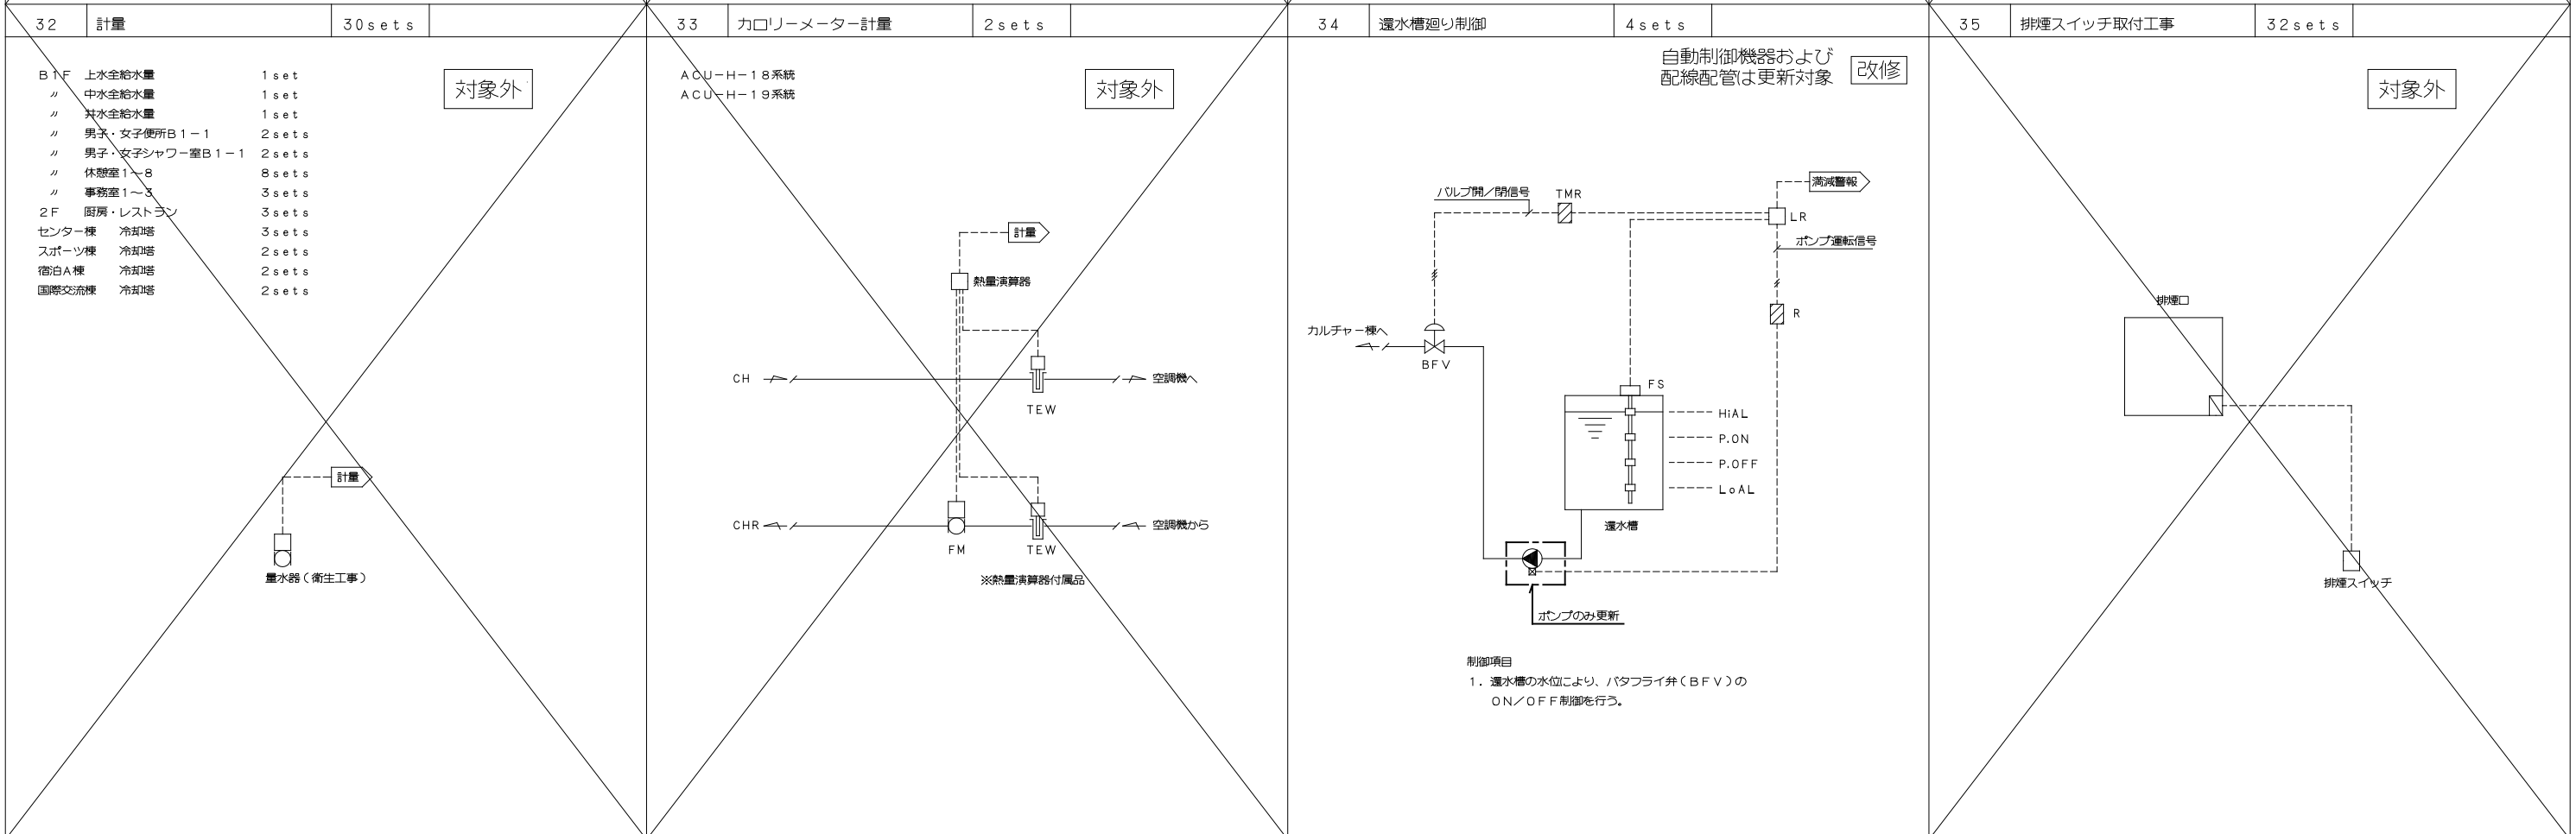 32 計量 30sets
B1F 上水全給水量 1set
〃 中水全給水量 1set
〃 井水全給水量 1set
〃 男子・女子便所B1-1 2sets
〃 男子・女子シャワー室B1-1 2sets
〃 休憩室1〜8 8sets
〃 事務室1〜3 3sets
2F 厨房・レストラン 3sets
センター棟 冷却塔 3sets
スポーツ棟 冷却塔 2sets
宿泊A棟 冷却塔 2sets
国際交流棟 冷却塔 2sets
対象外
計量
量水器(衛生工事)
33 カロリーメーター計量 2sets
ACU-H-18系統
ACU-H-19系統
対象外
計量
熱量演算器
CH
空調機へ
TEW
CHR
空調機から
FM
TEW
※熱量演算器付属品
34 還水槽廻り制御 4sets
自動制御機器および
配線配管は更新対象
改修
満減警報
バルブ開/閉信号
TMR
LR
ポンプ運転信号
R
カルチャー棟へ
BFV
FS
HiAL
P.ON
P.OFF
LoAL
還水槽
ポンプのみ更新
制御項目
1. 還水槽の水位により、バタフライ弁(BFV)の
ON/OFF制御を行う。
35 排煙スイッチ取付工事 32sets
対象外
排煙口
排煙スイッチ